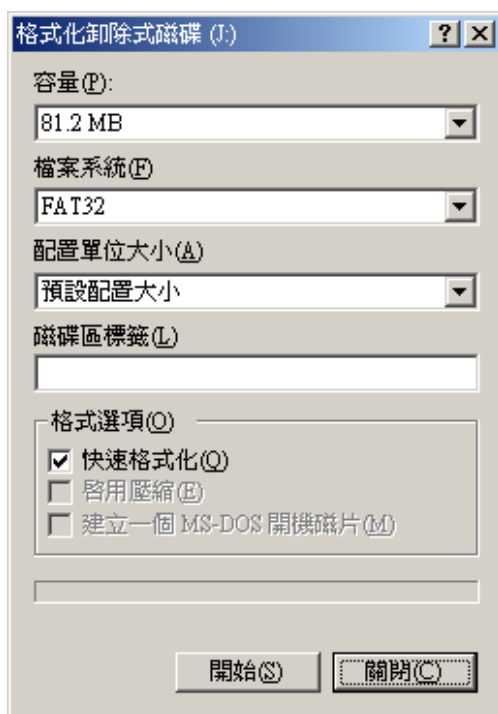 格式化卸除式磁碟 (J:)
容量(P):
81.2 MB
檔案系統(F)
FAT32
配置單位大小(A)
預設配置大小
磁碟區標籤(L)
格式選項(O)
快速格式化(Q)
啓用壓縮(E)
建立一個 MS-DOS 開機磁片(M)
開始(S) 關閉(C)